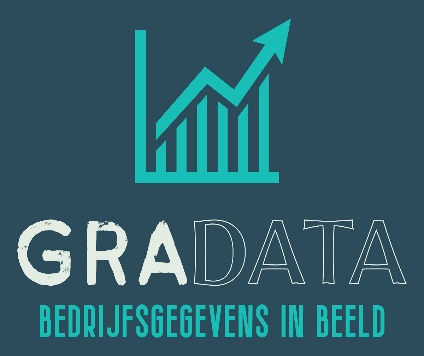 GRADATA
BEDRIJFSGEGEVENS IN BEELD